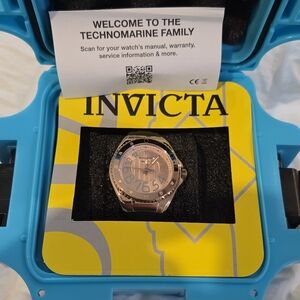 WELCOME TO THE
TECHNOMARINE FAMILY
Scan for your watch's manual, warranty,
service information & more.
INVICTA